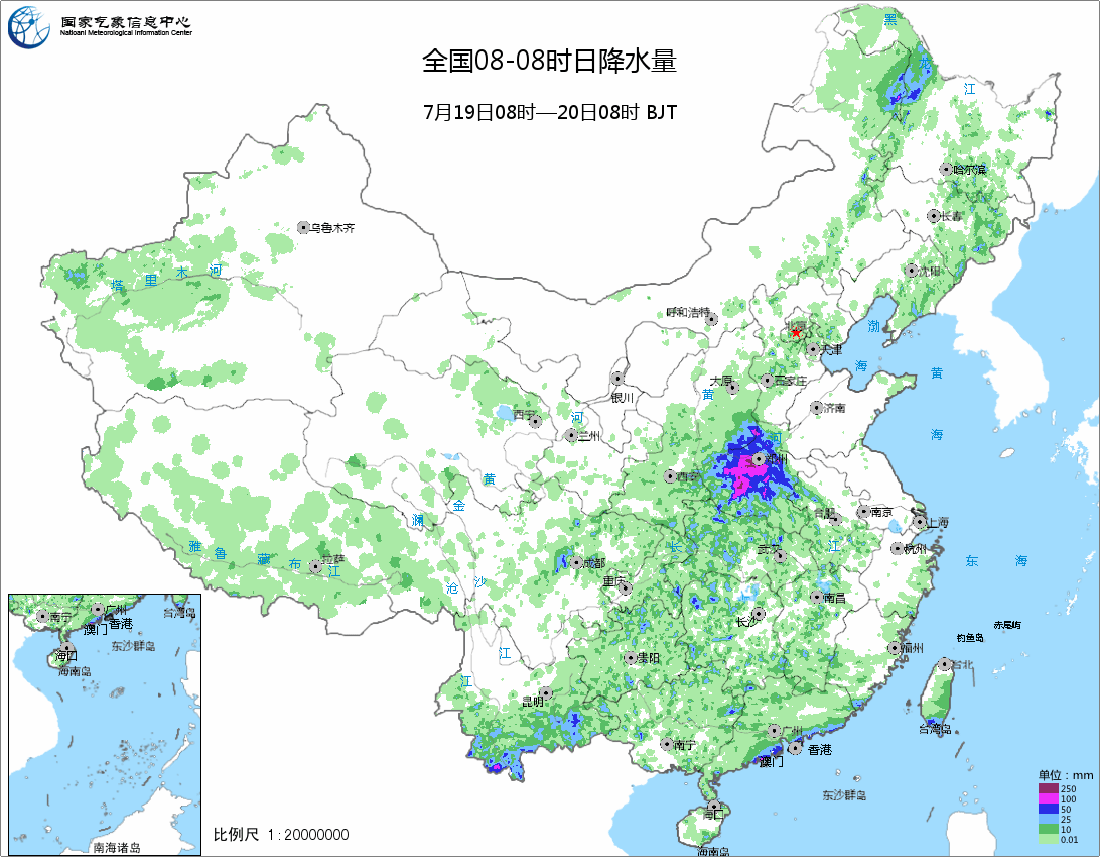 国家气象信息中心
Natioanl Meteorological Information Center
全国08-08时日降水量
7月19日08时—20日08时 BJT
黑
龙
江
哈尔滨
长春
乌鲁木齐
沈阳
塔 里 木 河
呼和浩特
北京
渤
天津
海
黄
太原
石家庄
银川
黄
济南
西宁
河
兰州
河
海
郑州
西安
黄
金
澜
合肥
南京
上海
雅 鲁 藏 布 江
拉萨
长
武汉
江
杭州
成都
东 海
沧
沙
重庆
南昌
长沙
赤尾屿
钓鱼岛
江
贵阳
福州
台北
江
昆明
台湾岛
广州
南宁
香港
澳门
东沙群岛
海口
海南岛
南宁
广州
台湾岛
澳门
香港
东沙群岛
海口
海南岛
南海诸岛
比例尺 1:20000000
单位：mm
250
100
50
25
10
0.01